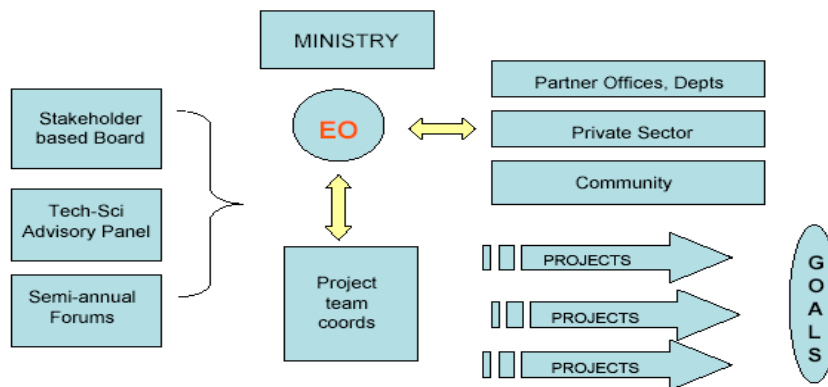 MINISTRY
Stakeholder
based Board
Tech-Sci
Advisory Panel
Semi-annual
Forums
EO
Project
team
coords
Partner Offices, Depts
Private Sector
Community
PROJECTS
PROJECTS
PROJECTS
GOALS